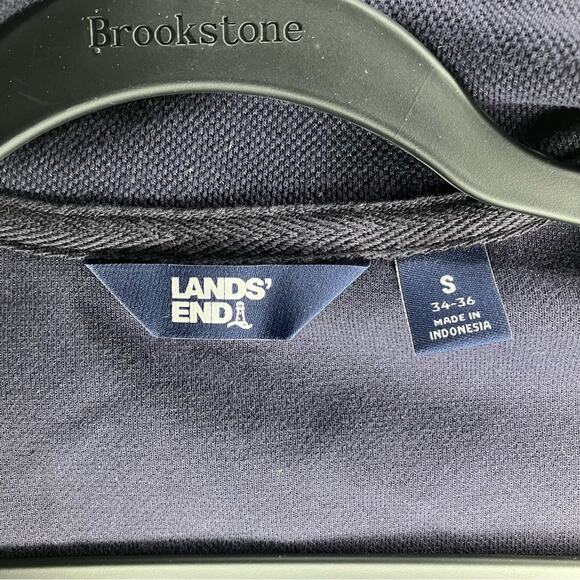 Brookstone
LANDS'
END
S
34-36
MADE IN
INDONESIA